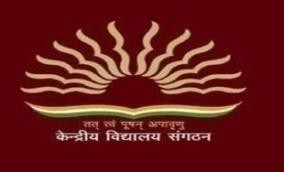 तत् त्वं पूषन् अपावृणु
केन्द्रीय विद्यालय संगठन